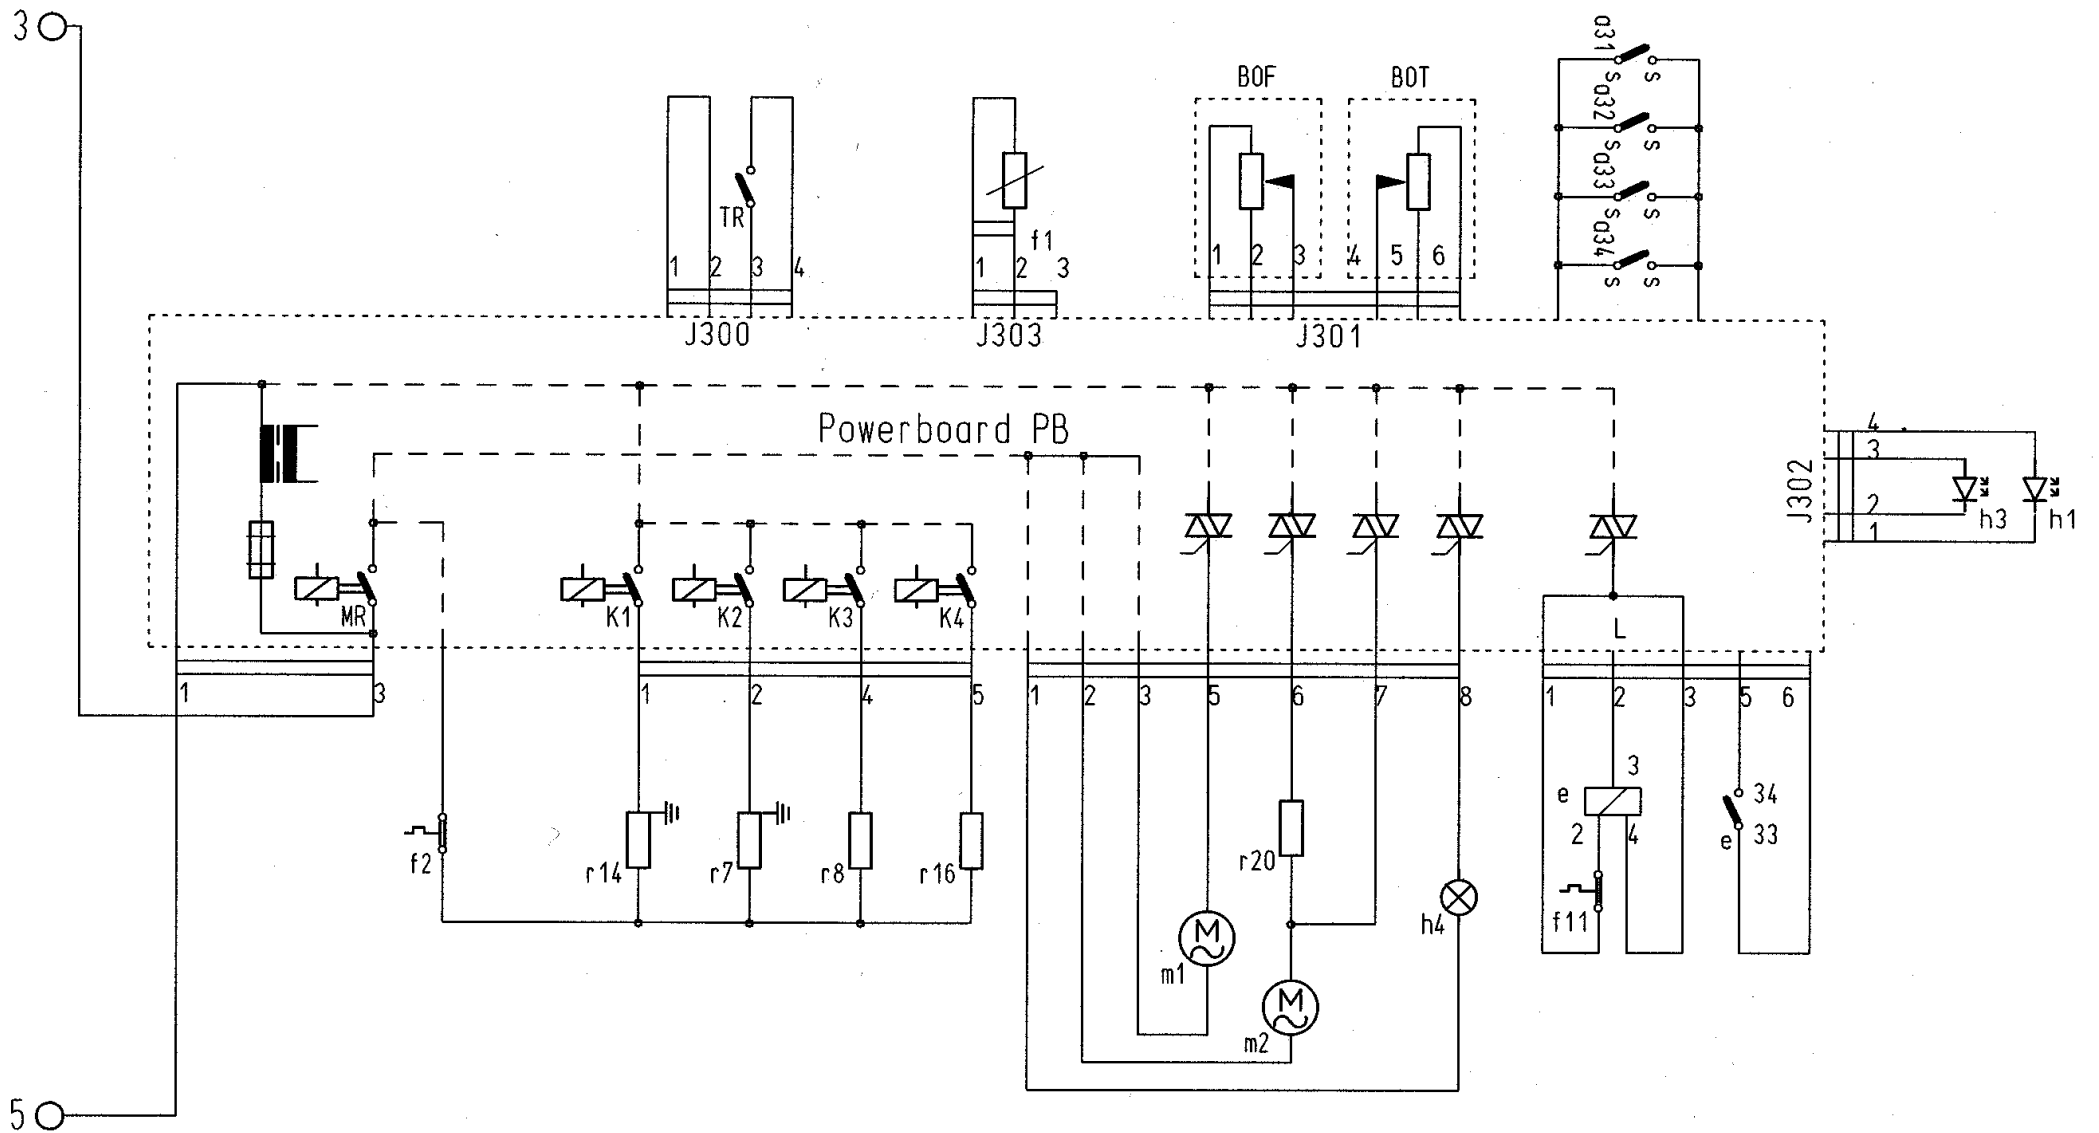 3
a31
S S
a32
S S
a33
S S
a34
S S
BOF
BOT
TR
f1
1 2 3 4
1 2 3
1 2 3
4 5 6
J300
J303
J301
Powerboard PB
J302
4
3
2
1
h3
h1
MR
K1
K2
K3
K4
L
1 3
1 2 4 5
1 2 3 5 6 7 8
1 2 3 5 6
3
e
2 4
34
33
e
f2
r14
r7
r8
r16
r20
h4
f11
M
m1
M
m2
5